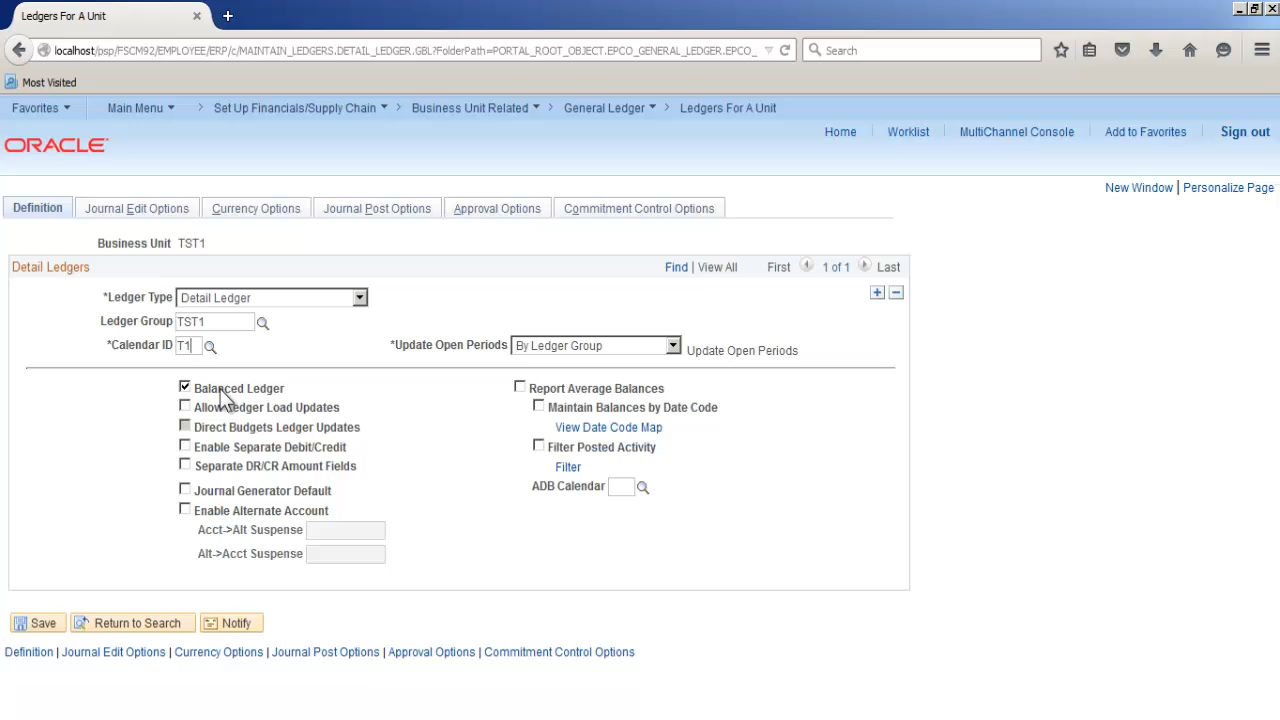 Ledgers For A Unit
localhost/psp/FSCM92/EMPLOYEE/ERP/c/MAINTAIN_LEDGERS.DETAIL_LEDGER.GBL?FolderPath=PORTAL_ROOT_OBJECT.EPCO_GENERAL_LEDGER.EPCO_ Search
Most Visited
Favorites Main Menu > Set Up Financials/Supply Chain > Business Unit Related > General Ledger > Ledgers For A Unit
Home Worklist MultiChannel Console Add to Favorites Sign out
ORACLE
New Window | Personalize Page
Definition Journal Edit Options Currency Options Journal Post Options Approval Options Commitment Control Options
Business Unit TST1
Detail Ledgers Find | View All First 1 of 1 Last
*Ledger Type Detail Ledger
Ledger Group TST1
*Calendar ID T1 *Update Open Periods By Ledger Group Update Open Periods
Balanced Ledger Report Average Balances
Allow Ledger Load Updates Maintain Balances by Date Code
Direct Budgets Ledger Updates View Date Code Map
Enable Separate Debit/Credit Filter Posted Activity
Separate DR/CR Amount Fields Filter
Journal Generator Default ADB Calendar
Enable Alternate Account
Acct->Alt Suspense
Alt->Acct Suspense
Save Return to Search Notify
Definition | Journal Edit Options | Currency Options | Journal Post Options | Approval Options | Commitment Control Options